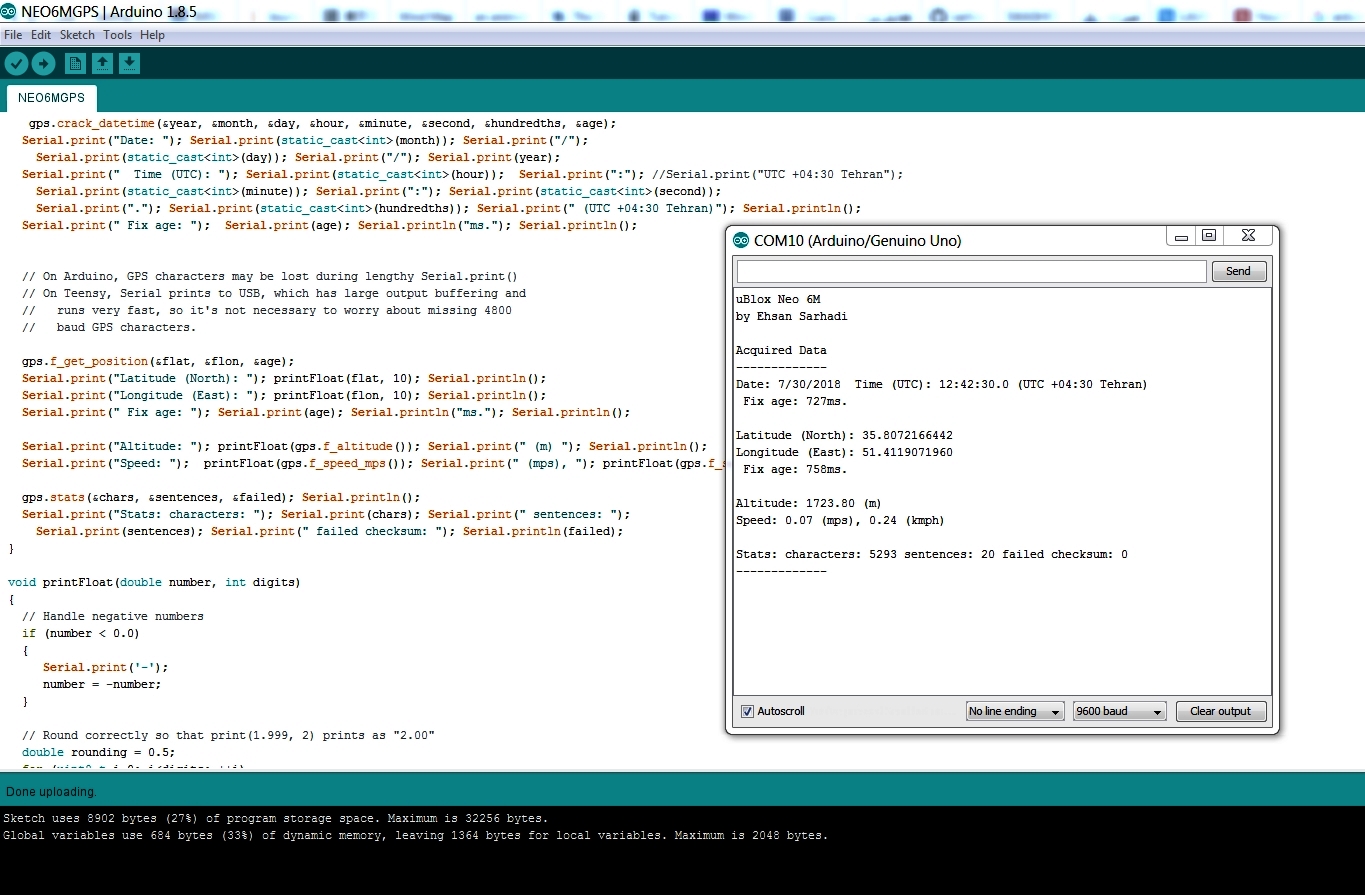 NEO6MGPS | Arduino 1.8.5
File Edit Sketch Tools Help
NEO6MGPS
gps.crack_datetime(&year, &month, &day, &hour, &minute, &second, &hundredths, &age);
Serial.print("Date: "); Serial.print(static_cast<int>(month)); Serial.print("/");
Serial.print(static_cast<int>(day)); Serial.print("/"); Serial.print(year);
Serial.print("  Time (UTC): "); Serial.print(static_cast<int>(hour));  Serial.print(":"); //Serial.print("UTC +04:30 Tehran");
Serial.print(static_cast<int>(minute)); Serial.print(":"); Serial.print(static_cast<int>(second));
Serial.print("."); Serial.print(static_cast<int>(hundredths)); Serial.print(" (UTC +04:30 Tehran)"); Serial.println();
Serial.print(" Fix age: ");  Serial.print(age); Serial.println("ms."); Serial.println();
// On Arduino, GPS characters may be lost during lengthy Serial.print()
// On Teensy, Serial prints to USB, which has large output buffering and
//   runs very fast, so it's not necessary to worry about missing 4800
//   baud GPS characters.
gps.f_get_position(&flat, &flon, &age);
Serial.print("Latitude (North): "); printFloat(flat, 10); Serial.println();
Serial.print("Longitude (East): "); printFloat(flon, 10); Serial.println();
Serial.print(" Fix age: "); Serial.print(age); Serial.println("ms."); Serial.println();
Serial.print("Altitude: "); printFloat(gps.f_altitude()); Serial.print(" (m) "); Serial.println();
Serial.print("Speed: ");  printFloat(gps.f_speed_mps()); Serial.print(" (mps), "); printFloat(gps.f_s
gps.stats(&chars, &sentences, &failed); Serial.println();
Serial.print("Stats: characters: "); Serial.print(chars); Serial.print(" sentences: ");
Serial.print(sentences); Serial.print(" failed checksum: "); Serial.println(failed);
}
void printFloat(double number, int digits)
{
// Handle negative numbers
if (number < 0.0)
{
Serial.print('-');
number = -number;
}
// Round correctly so that print(1.999, 2) prints as "2.00"
double rounding = 0.5;
COM10 (Arduino/Genuino Uno)
Send
uBlox Neo 6M
by Ehsan Sarhadi
Acquired Data
-------------
Date: 7/30/2018  Time (UTC): 12:42:30.0 (UTC +04:30 Tehran)
Fix age: 727ms.
Latitude (North): 35.8072166442
Longitude (East): 51.4119071960
Fix age: 758ms.
Altitude: 1723.80 (m)
Speed: 0.07 (mps), 0.24 (kmph)
Stats: characters: 5293 sentences: 20 failed checksum: 0
-------------
Autoscroll No line ending 9600 baud Clear output
Done uploading.
Sketch uses 8902 bytes (27%) of program storage space. Maximum is 32256 bytes.
Global variables use 684 bytes (33%) of dynamic memory, leaving 1364 bytes for local variables. Maximum is 2048 bytes.